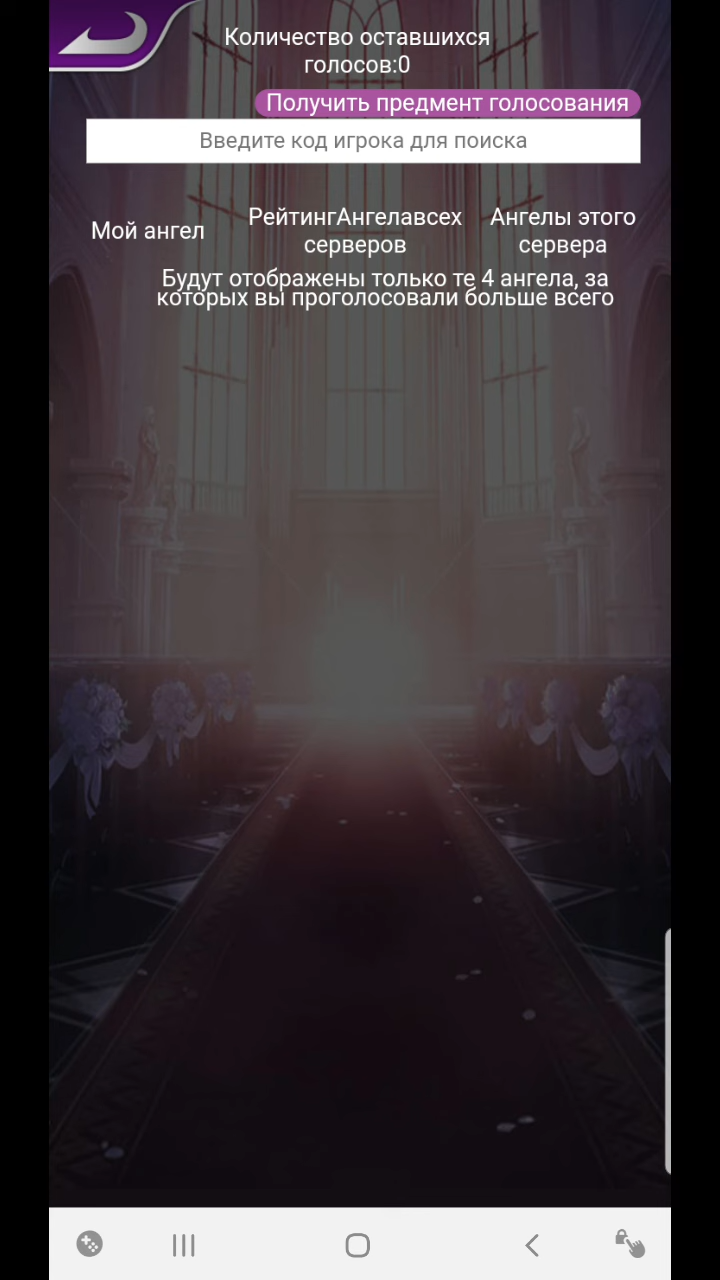 Количество оставшихся
голосов:0
Получить предмент голосования
Введите код игрока для поиска
Мой ангел
РейтингАнгелавсех
серверов
Ангелы этого
сервера
Будут отображены только те 4 ангела, за
которых вы проголосовали больше всего